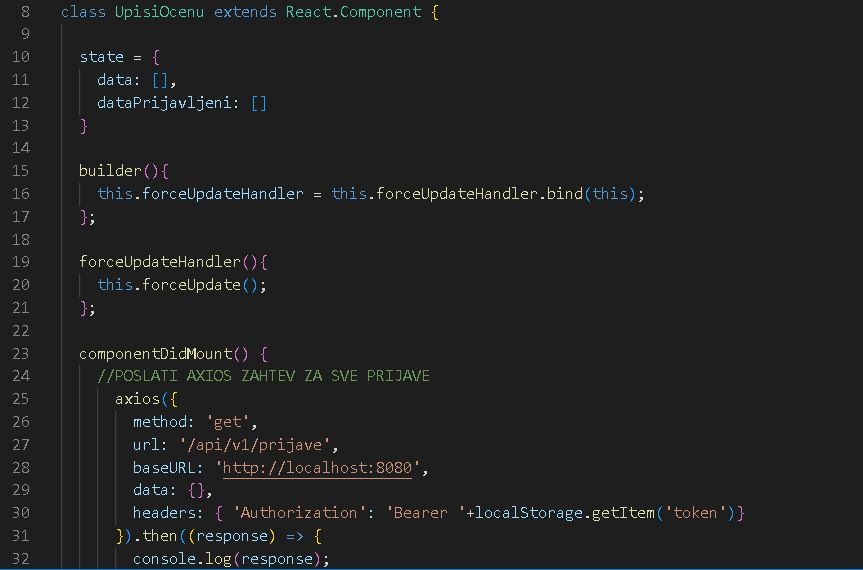 8 class UpisiOcenu extends React.Component {
9
10 state = {
11 data: [],
12 dataPrijavljeni: []
13 }
14
15 builder(){
16 this.forceUpdateHandler = this.forceUpdateHandler.bind(this);
17 };
18
19 forceUpdateHandler(){
20 this.forceUpdate();
21 };
22
23 componentDidMount() {
24 //POSLATI AXIOS ZAHTEV ZA SVE PRIJAVE
25 axios({
26 method: 'get',
27 url: '/api/v1/prijave',
28 baseURL: 'http://localhost:8080',
29 data: {},
30 headers: { 'Authorization': 'Bearer '+localStorage.getItem('token')}
31 }).then((response) => {
32 console.log(response);